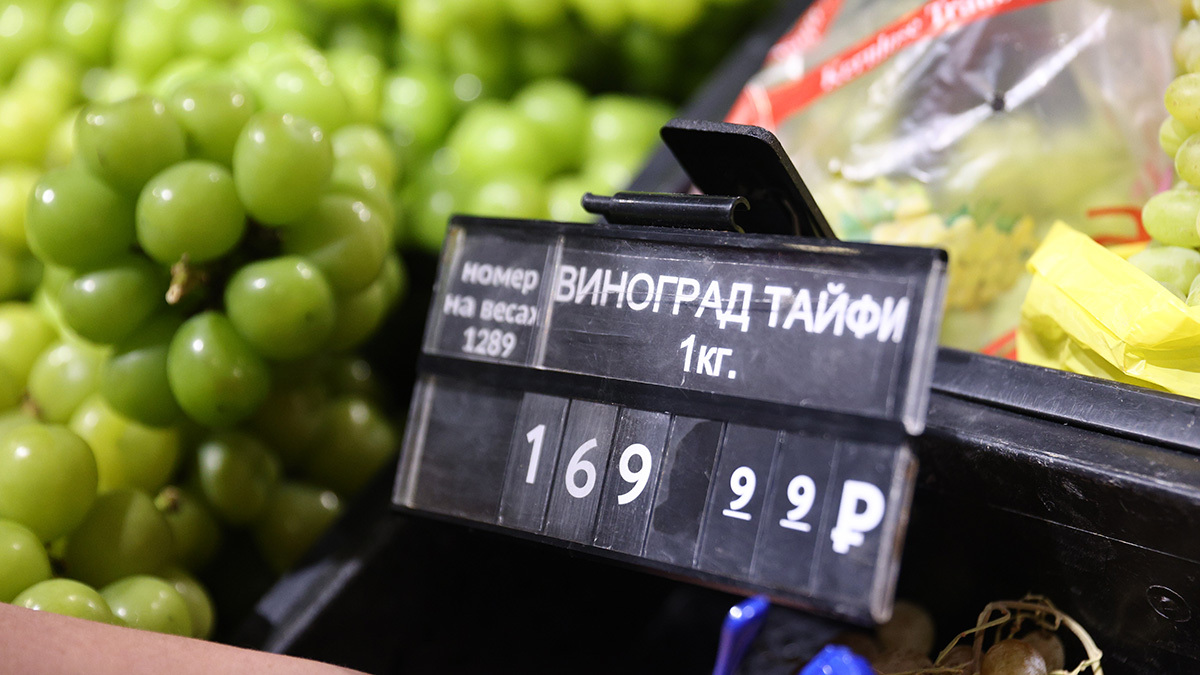 номер
на весах
1289
ВИНОГРАД ТАЙФИ
1кг.
169 99 ₽